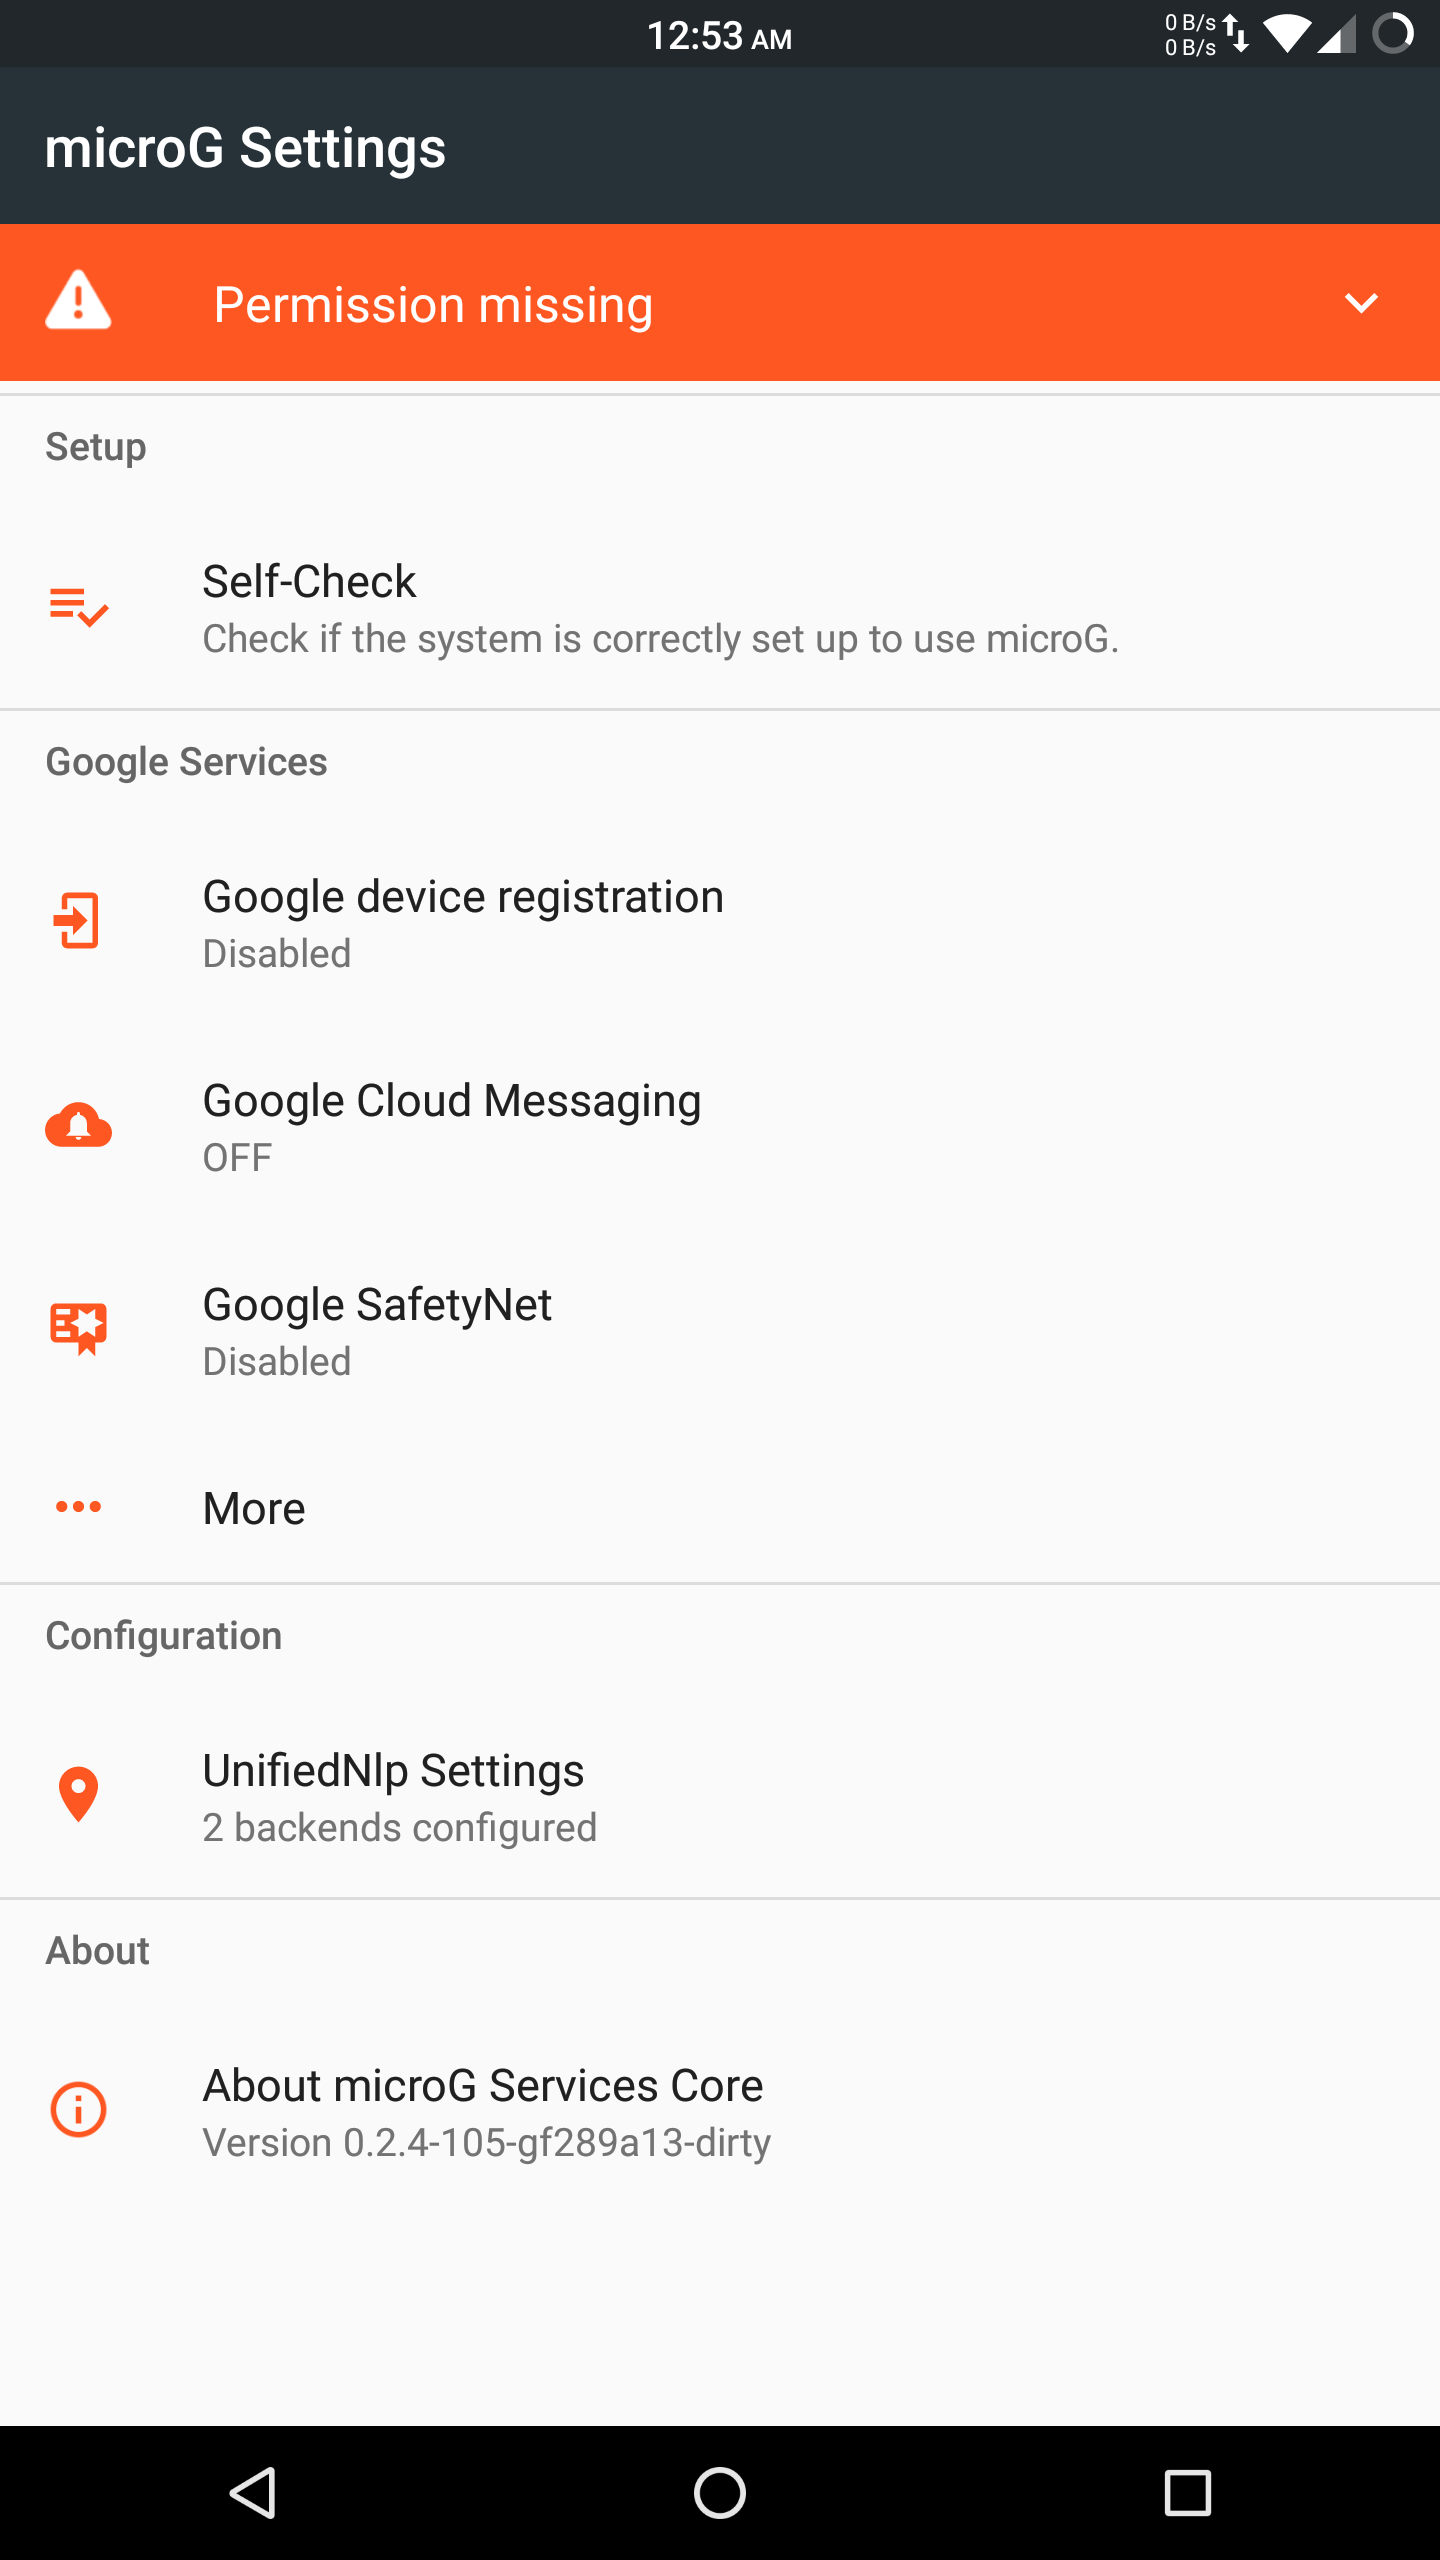 12:53 AM
0 B/s
0 B/s
microG Settings
Permission missing
Setup
Self-Check
Check if the system is correctly set up to use microG.
Google Services
Google device registration
Disabled
Google Cloud Messaging
OFF
Google SafetyNet
Disabled
More
Configuration
UnifiedNlp Settings
2 backends configured
About
About microG Services Core
Version 0.2.4-105-gf289a13-dirty